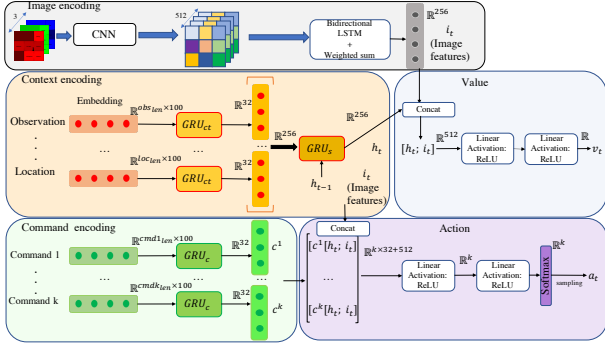 Image encoding
3
CNN
512
Bidirectional
LSTM
+
Weighted sum
ℝ^256
i_t
(Image
features)
Context encoding
Embedding
Observation
ℝ^{obs_len×100}
GRU_ct
ℝ^32
.
.
.
...
...
ℝ^256
GRU_s
ℝ^256
h_t
Location
ℝ^{loc_len×100}
GRU_ct
ℝ^32
h_{t−1}
i_t
(Image
features)
Value
Concat
[h_t; i_t]
ℝ^512
Linear
Activation:
ReLU
Linear
Activation:
ReLU
ℝ
v_t
Command encoding
Command 1
ℝ^{cmd1_len×100}
GRU_c
ℝ^32
c^1
.
.
.
...
...
Command k
ℝ^{cmdk_len×100}
GRU_c
ℝ^32
c^k
Action
Concat
[c^1[h_t; i_t]
...
[c^k[h_t; i_t]
ℝ^{k×32+512}
Linear
Activation:
ReLU
ℝ^k
Linear
Activation:
ReLU
Softmax
ℝ^k
sampling
a_t